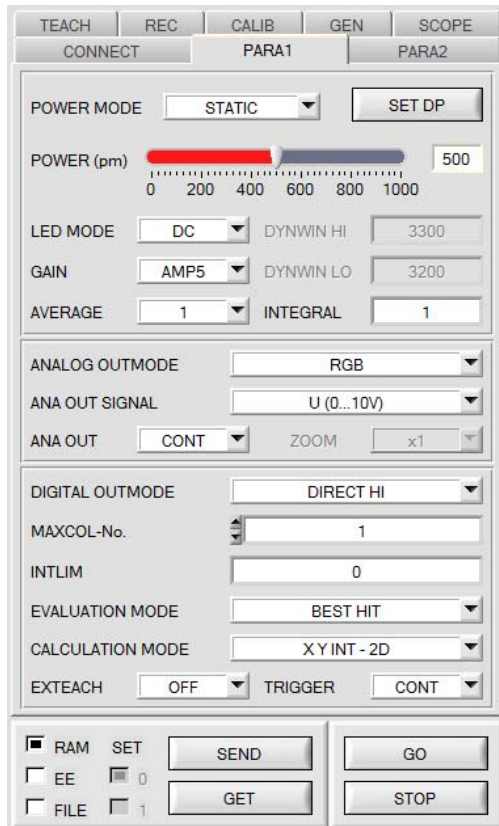 TEACH REC CALIB GEN SCOPE
CONNECT PARA1 PARA2
POWER MODE STATIC SET DP
POWER (pm) 500
0 200 400 600 800 1000
LED MODE DC DYNWIN HI 3300
GAIN AMP5 DYNWIN LO 3200
AVERAGE 1 INTEGRAL 1
ANALOG OUTMODE RGB
ANA OUT SIGNAL U (0...10V)
ANA OUT CONT ZOOM x1
DIGITAL OUTMODE DIRECT HI
MAXCOL-No. 1
INTLIM 0
EVALUATION MODE BEST HIT
CALCULATION MODE X Y INT - 2D
EXTEACH OFF TRIGGER CONT
RAM SET SEND GO
EE 0
FILE 1 GET STOP